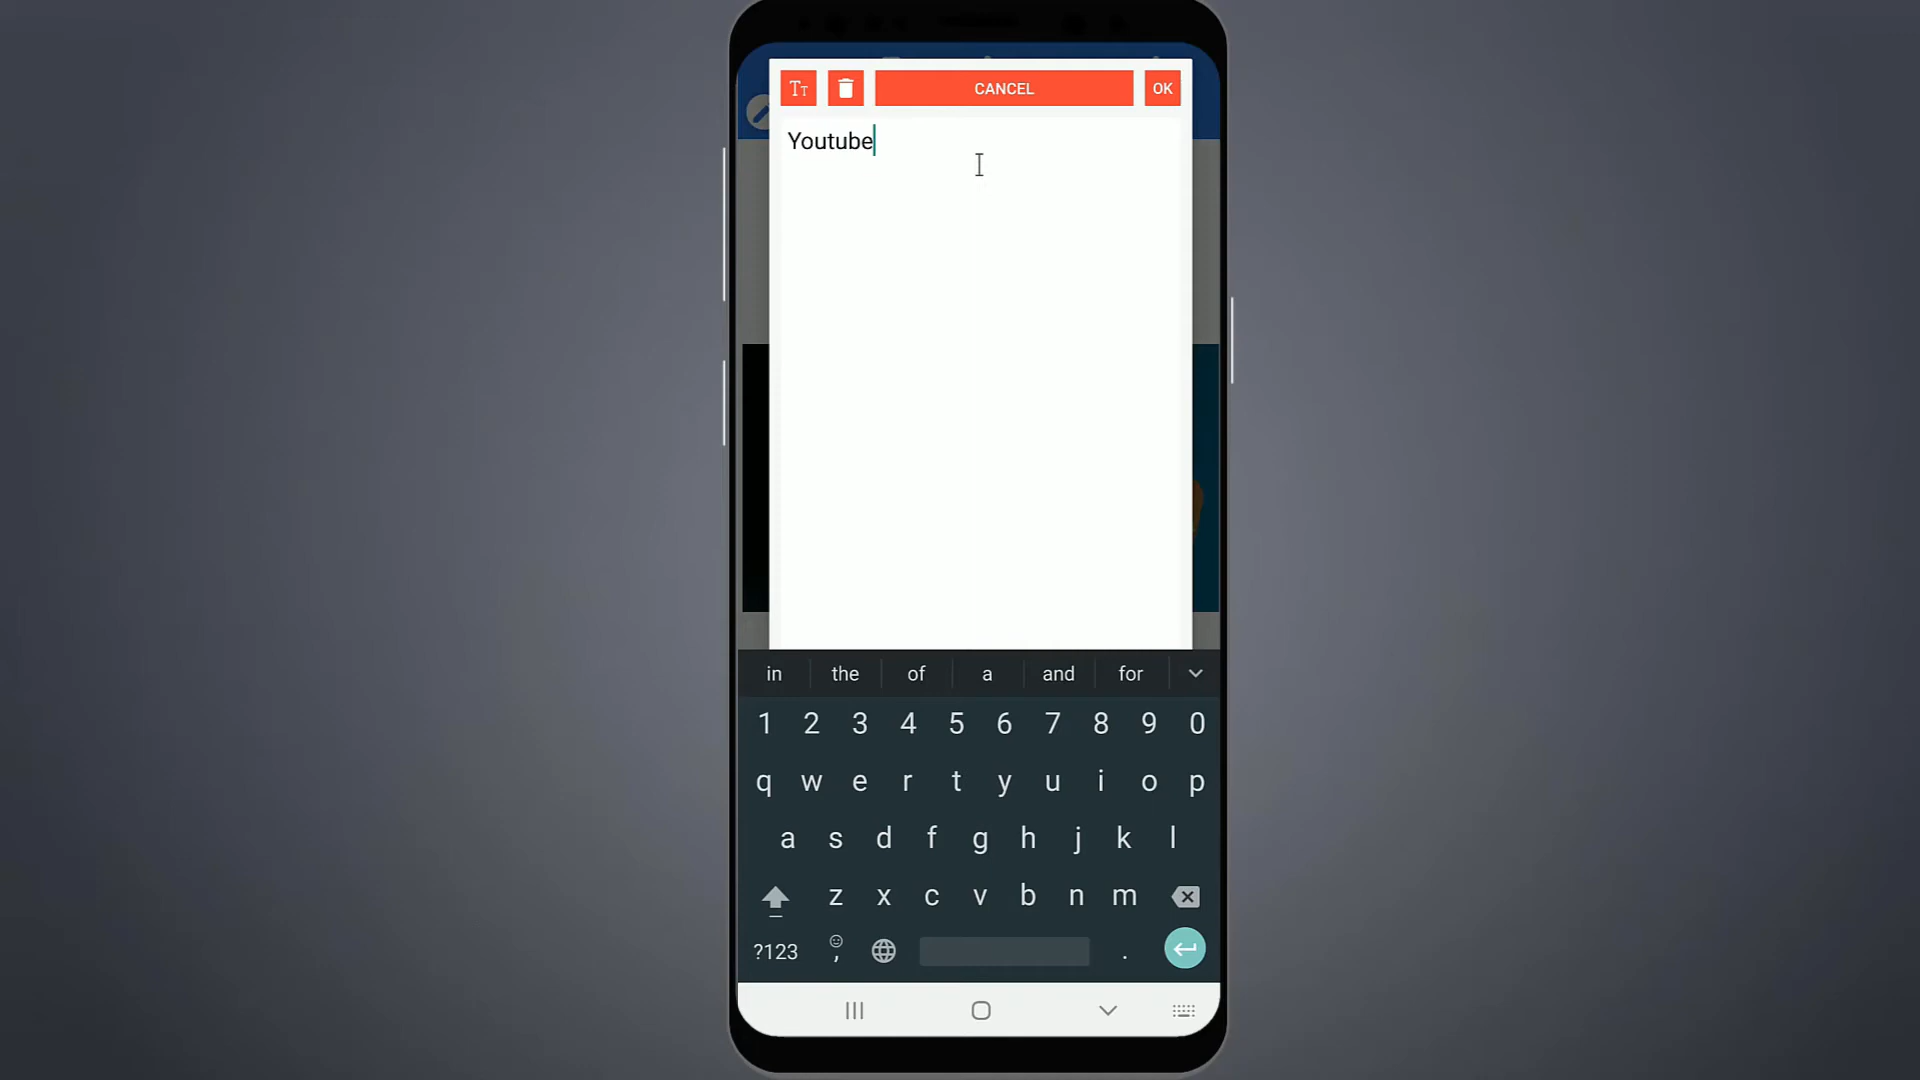 Tт CANCEL OK
Youtube
in the of a and for
1 2 3 4 5 6 7 8 9 0
q w e r t y u i o p
a s d f g h j k l
z x c v b n m
?123 , .